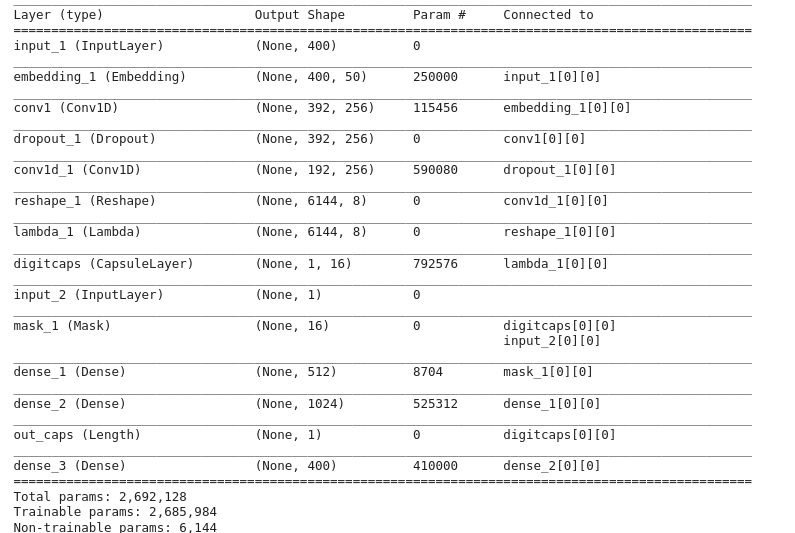 Layer (type) Output Shape Param # Connected to
==================================================================================================
input_1 (InputLayer) (None, 400) 0
embedding_1 (Embedding) (None, 400, 50) 250000 input_1[0][0]
conv1 (Conv1D) (None, 392, 256) 115456 embedding_1[0][0]
dropout_1 (Dropout) (None, 392, 256) 0 conv1[0][0]
conv1d_1 (Conv1D) (None, 192, 256) 590080 dropout_1[0][0]
reshape_1 (Reshape) (None, 6144, 8) 0 conv1d_1[0][0]
lambda_1 (Lambda) (None, 6144, 8) 0 reshape_1[0][0]
digitcaps (CapsuleLayer) (None, 1, 16) 792576 lambda_1[0][0]
input_2 (InputLayer) (None, 1) 0
mask_1 (Mask) (None, 16) 0 digitcaps[0][0]
input_2[0][0]
dense_1 (Dense) (None, 512) 8704 mask_1[0][0]
dense_2 (Dense) (None, 1024) 525312 dense_1[0][0]
out_caps (Length) (None, 1) 0 digitcaps[0][0]
dense_3 (Dense) (None, 400) 410000 dense_2[0][0]
==================================================================================================
Total params: 2,692,128
Trainable params: 2,685,984
Non-trainable params: 6,144